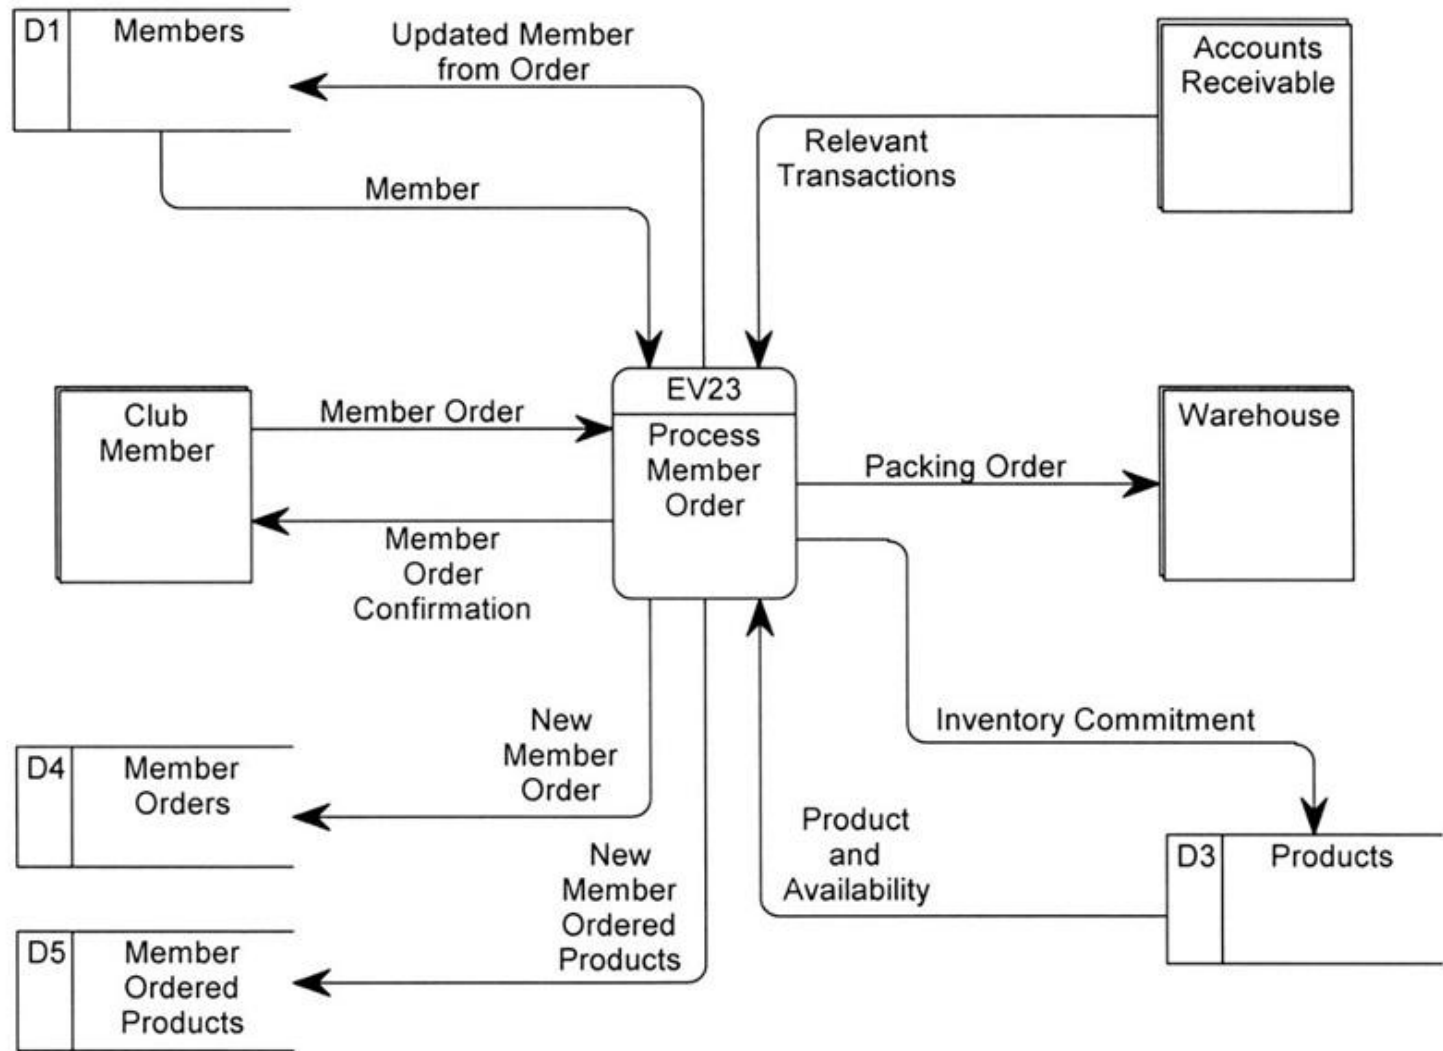 D1
Members
Updated Member
from Order
Accounts
Receivable
Relevant
Transactions
Member
EV23
Process
Member
Order
Club
Member
Member Order
Member
Order
Confirmation
Warehouse
Packing Order
Inventory Commitment
New
Member
Order
D4
Member
Orders
Product
and
Availability
D3
Products
New
Member
Ordered
Products
D5
Member
Ordered
Products